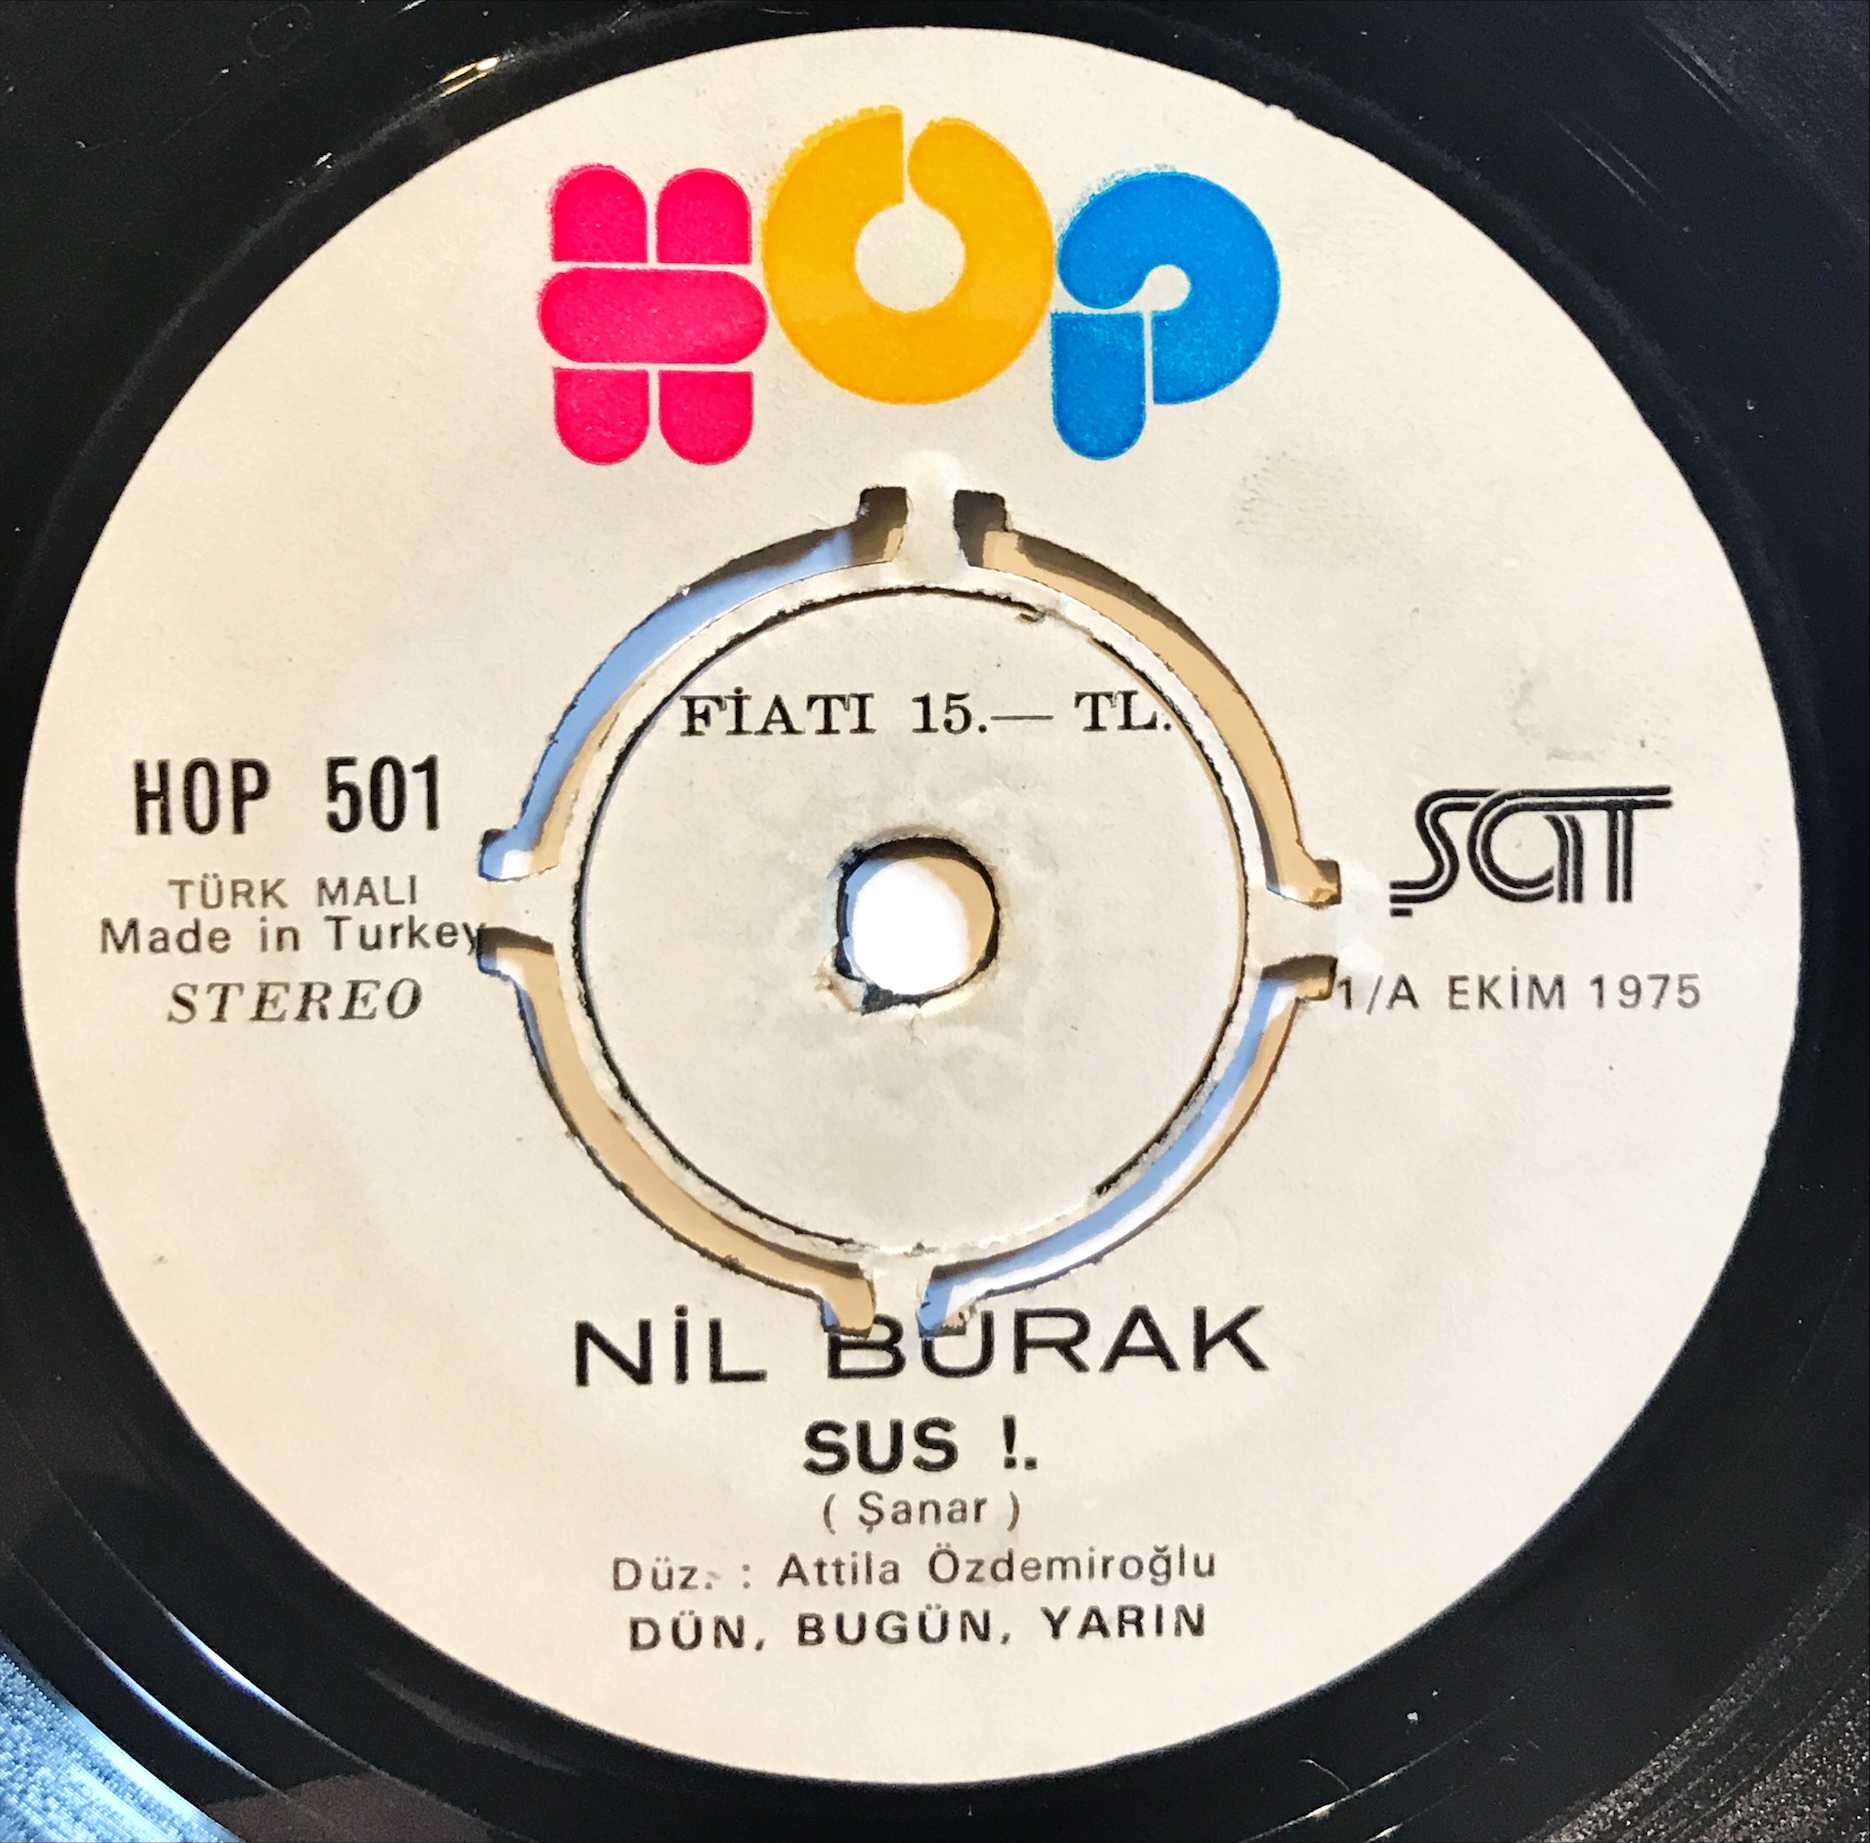 HOP
FİATI 15.— TL.
HOP 501
TÜRK MALI
Made in Turkey
STEREO
ŞAT
1/A EKİM 1975
NİL BURAK
SUS !.
( Şanar )
Düz. : Attila Özdemiroğlu
DÜN, BUGÜN, YARIN